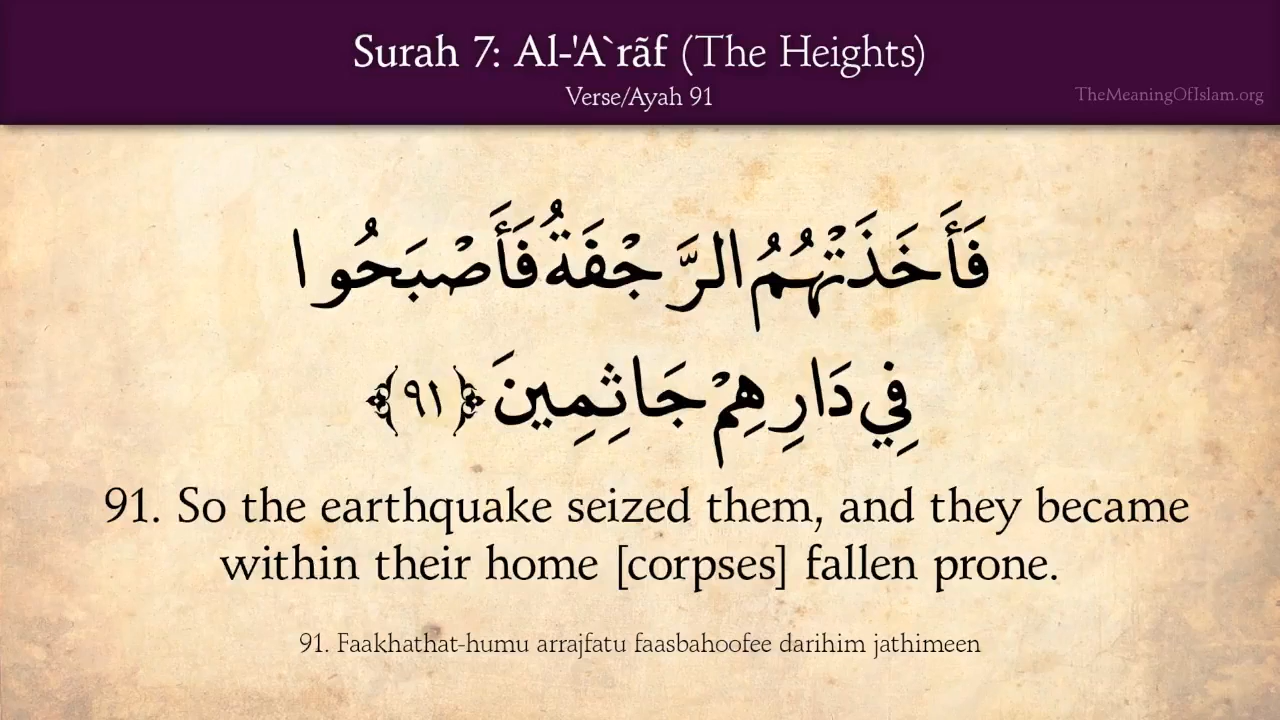 Surah 7: Al-'A`rãf (The Heights)
Verse/Ayah 91
TheMeaningOfIslam.org
فَأَخَذَتْهُمُ الرَّجْفَةُ فَأَصْبَحُوا
فِي دَارِهِمْ جَاثِمِينَ ﴿٩١﴾
91. So the earthquake seized them, and they became
within their home [corpses] fallen prone.
91. Faakhathat-humu arrajfatu faasbahoofee darihim jathimeen